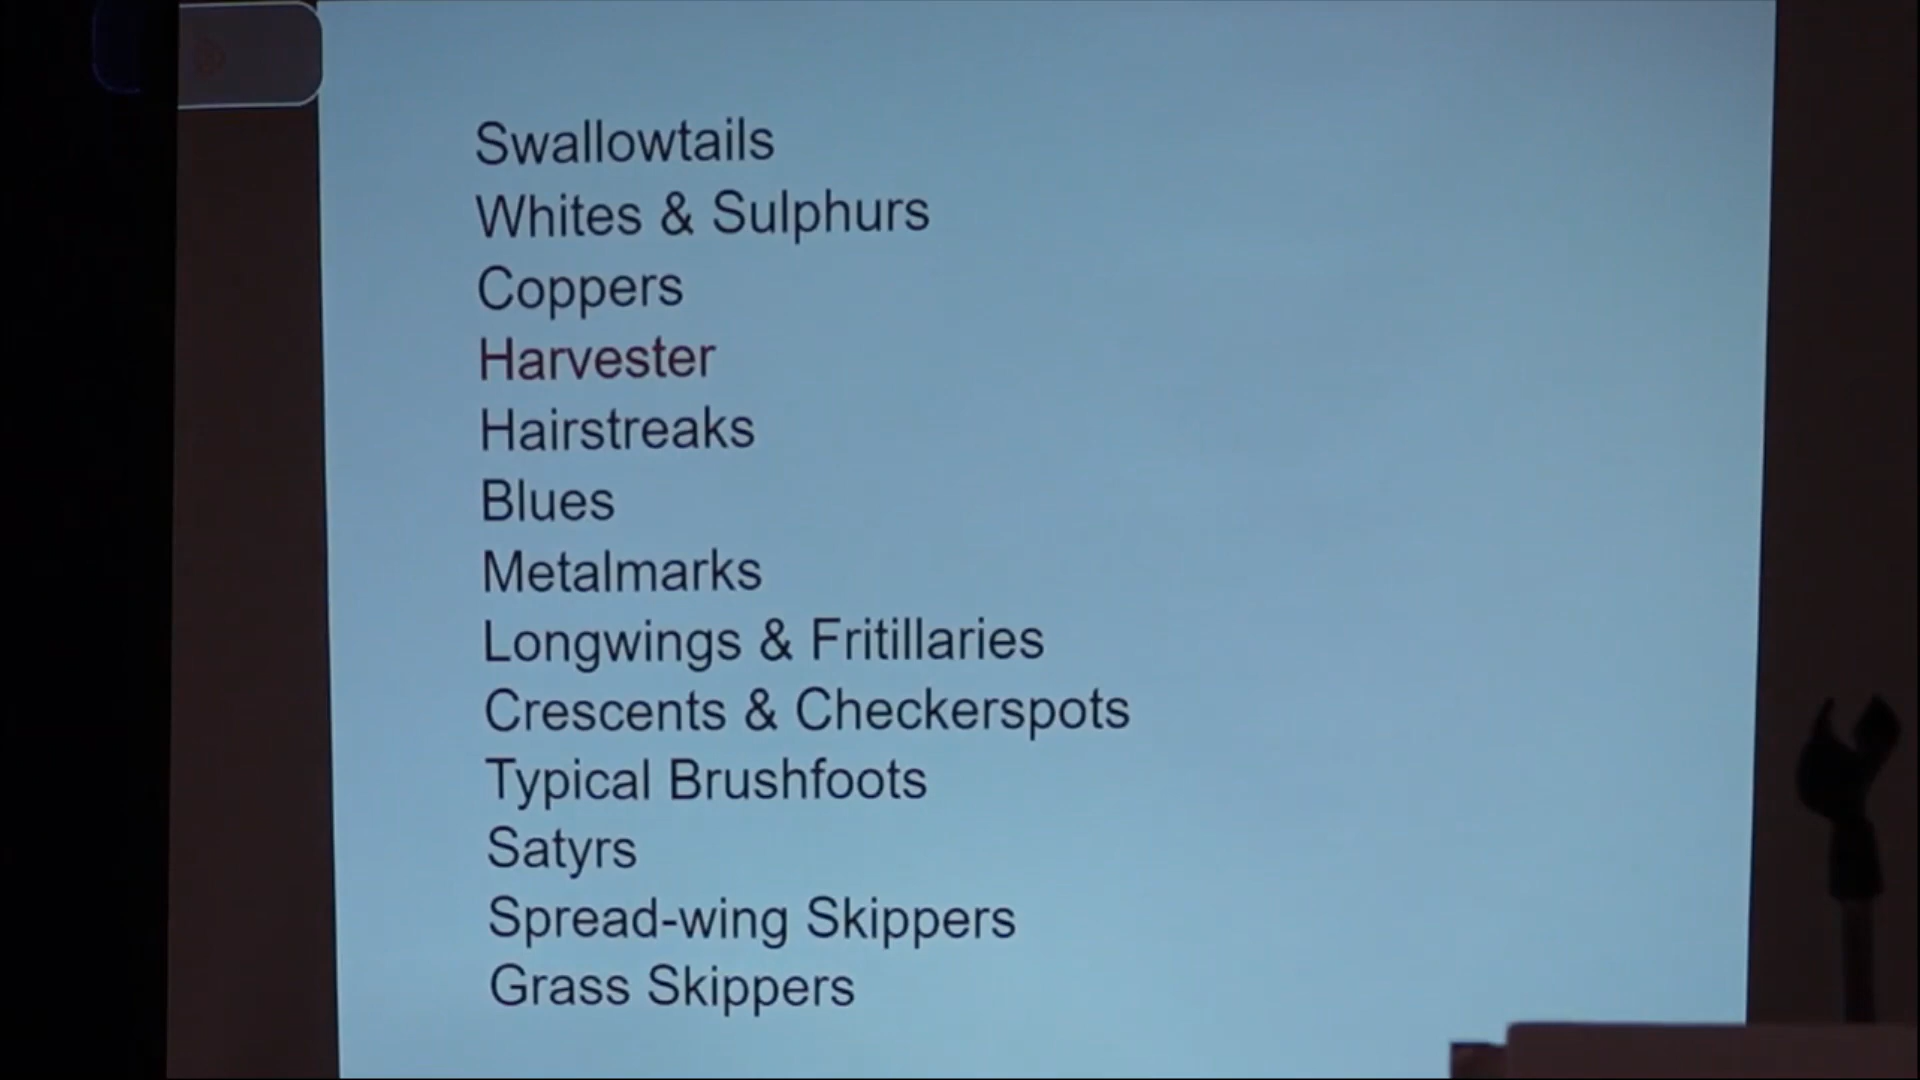 Swallowtails
Whites & Sulphurs
Coppers
Harvester
Hairstreaks
Blues
Metalmarks
Longwings & Fritillaries
Crescents & Checkerspots
Typical Brushfoots
Satyrs
Spread-wing Skippers
Grass Skippers